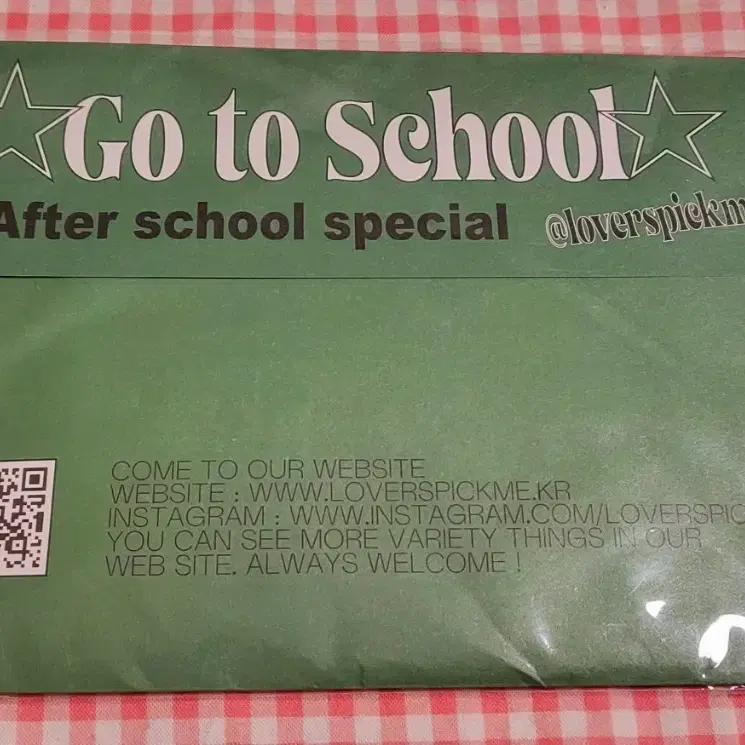 Go to School
After school special
@loverspickm
COME TO OUR WEBSITE
WEBSITE : WWW.LOVERSPICKME.KR
INSTAGRAM : WWW.INSTAGRAM.COM/LOVERSPIC
YOU CAN SEE MORE VARIETY THINGS IN OUR
WEB SITE. ALWAYS WELCOME !